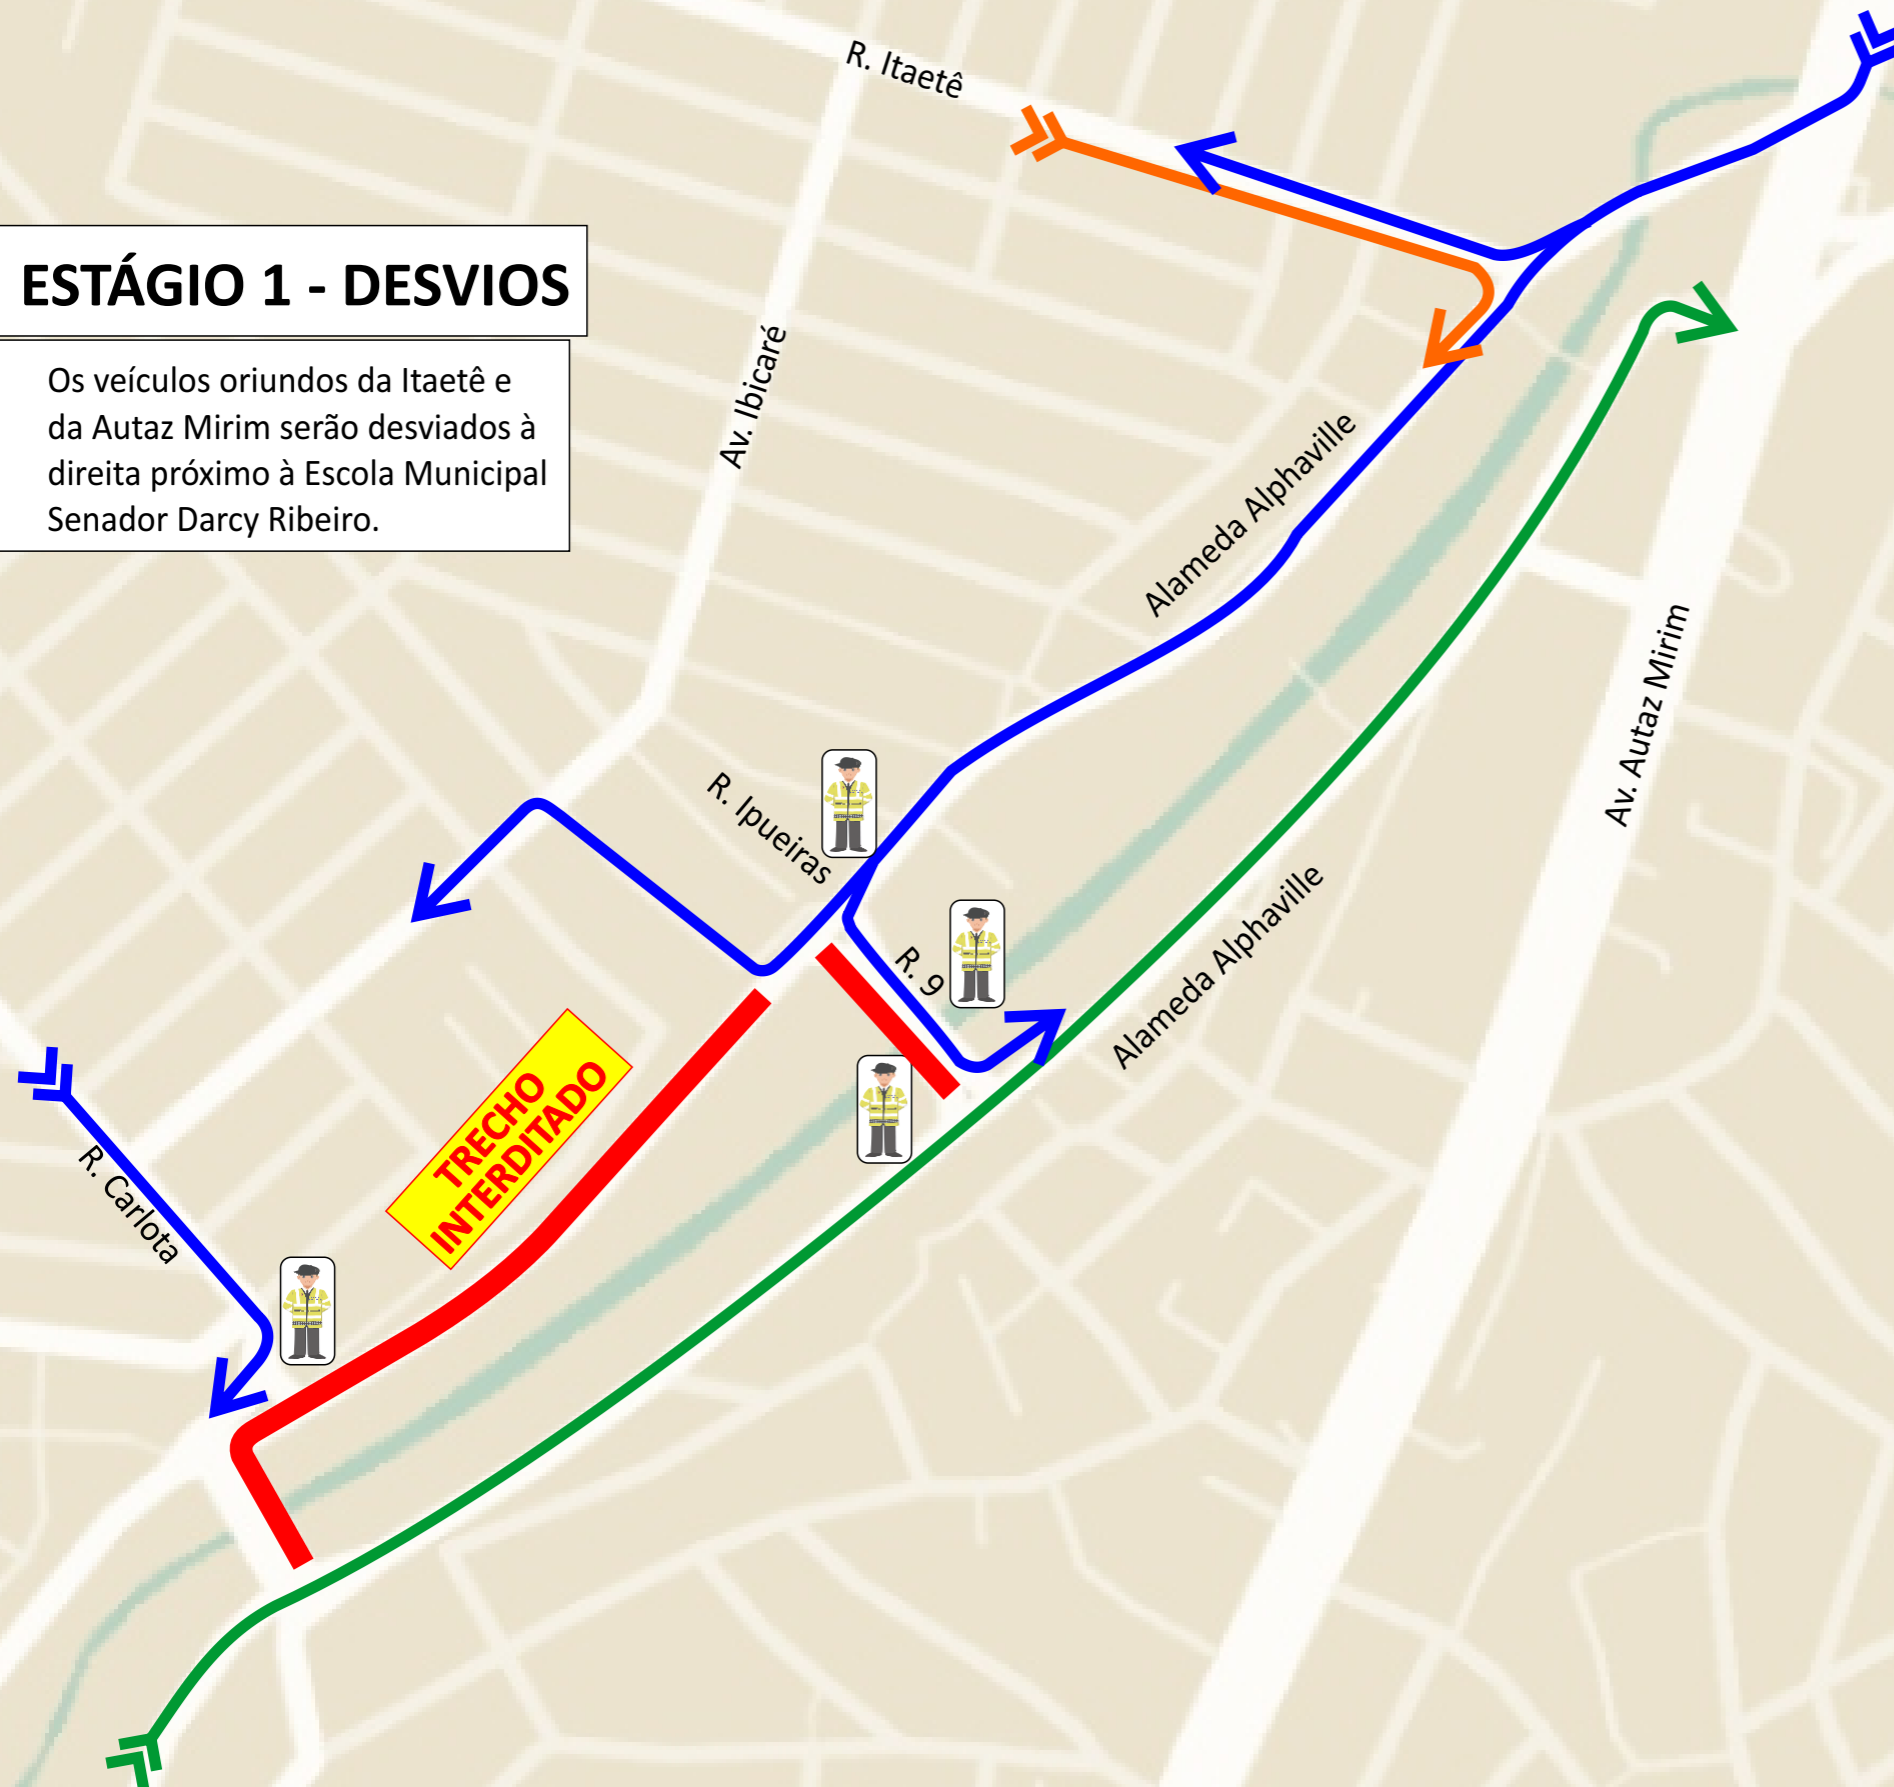 R. Itaetê
ESTÁGIO 1 - DESVIOS
Os veículos oriundos da Itaetê e
da Autaz Mirim serão desviados à
direita próximo à Escola Municipal
Senador Darcy Ribeiro.
Av. Ibicaré
Alameda Alphaville
Av. Autaz Mirim
R. Ipueiras
R. 9
Alameda Alphaville
TRECHO
INTERDITADO
R. Carlota